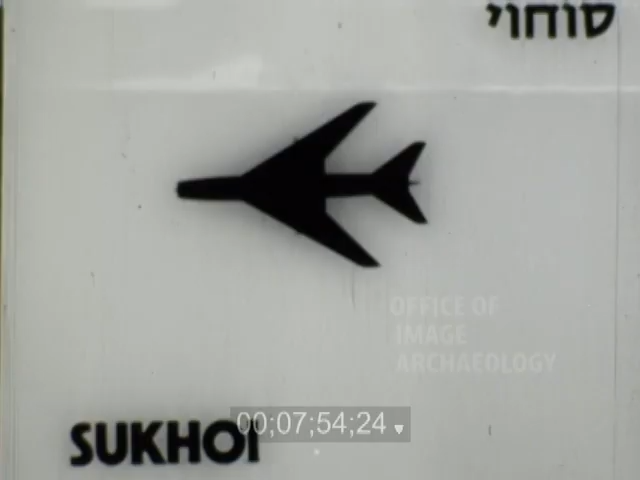 סוחוי
OFFICE OF
IMAGE
ARCHAEOLOGY
00;07;54;24
SUKHOI